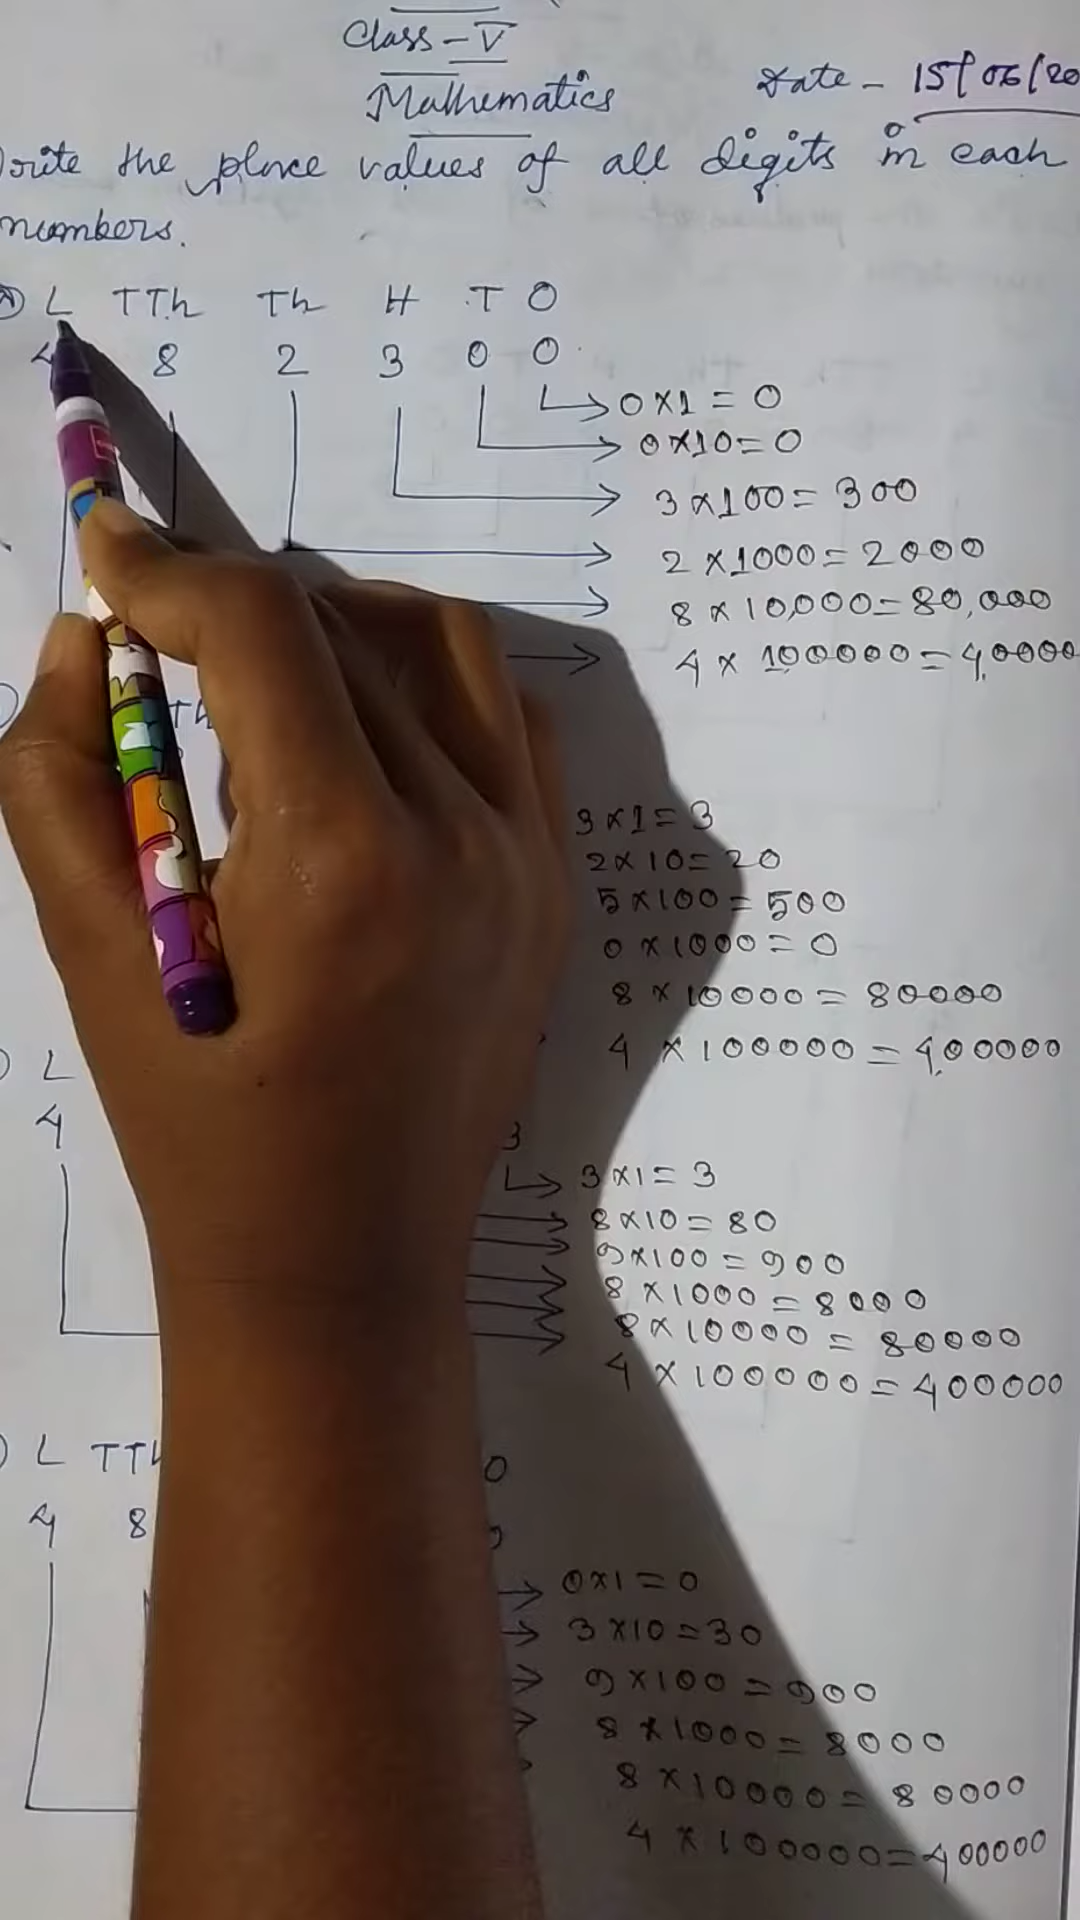 Class - V
Mathematics
Date - 15/06/20
Write the place values of all digits in each
numbers.
L TTh Th H T O
4 8 2 3 0 0
0 × 1 = 0
0 × 10 = 0
3 × 100 = 300
2 × 1000 = 2000
8 × 10,000 = 80,000
4 × 1,00000 = 4,0000
3 × 1 = 3
2 × 10 = 20
5 × 100 = 500
0 × 1000 = 0
8 × 10000 = 80000
4 × 100000 = 4,00000
L
4
3
3 × 1 = 3
8 × 10 = 80
9 × 100 = 900
8 × 1000 = 8000
8 × 10000 = 80000
4 × 100000 = 400000
L TTh O
4 8
0 × 1 = 0
3 × 10 = 30
9 × 100 = 900
8 × 1000 = 8000
8 × 10000 = 80000
4 × 100000 = 400000